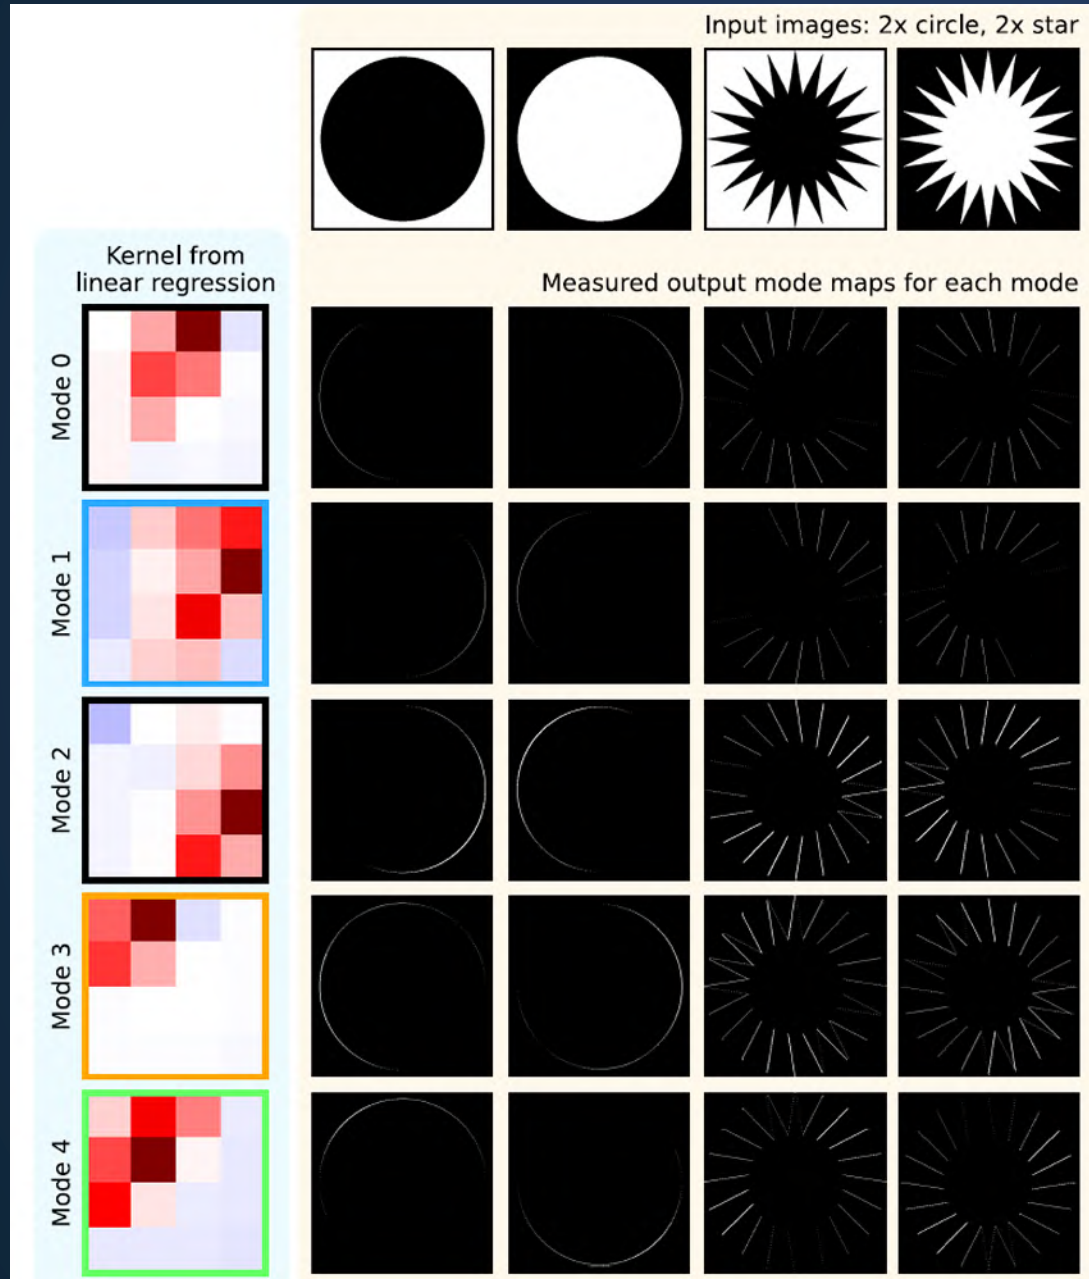 Input images: 2x circle, 2x star
Kernel from
linear regression
Measured output mode maps for each mode
Mode 0
Mode 1
Mode 2
Mode 3
Mode 4